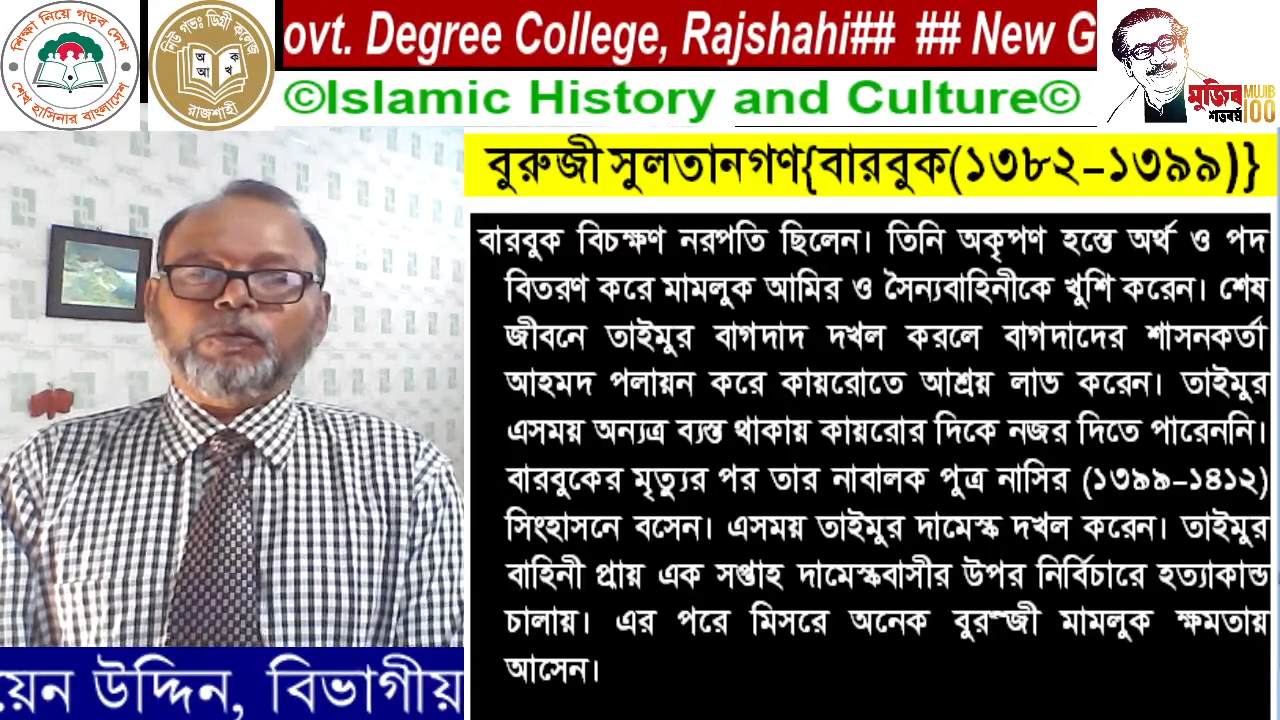 শিক্ষা নিয়ে গড়ব দেশ
শেখ হাসিনার বাংলাদেশ
নিউ গভঃ ডিগ্রী কলেজ
অ ক
আ খ
রাজশাহী
ovt. Degree College, Rajshahi## ## New G
©Islamic History and Culture©
মুজিব
শতবর্ষ
MUJIB
100
বুরুজী সুলতানগণ{বারবুক(১৩৮২–১৩৯৯)}
বারবুক বিচক্ষণ নরপতি ছিলেন। তিনি অকৃপণ হস্তে অর্থ ও পদ
বিতরণ করে মামলুক আমির ও সৈন্যবাহিনীকে খুশি করেন। শেষ
জীবনে তাইমুর বাগদাদ দখল করলে বাগদাদের শাসনকর্তা
আহমদ পলায়ন করে কায়রোতে আশ্রয় লাভ করেন। তাইমুর
এসময় অন্যত্র ব্যস্ত থাকায় কায়রোর দিকে নজর দিতে পারেননি।
বারবুকের মৃত্যুর পর তার নাবালক পুত্র নাসির (১৩৯৯–১৪১২)
সিংহাসনে বসেন। এসময় তাইমুর দামেস্ক দখল করেন। তাইমুর
বাহিনী প্রায় এক সপ্তাহ দামেস্কবাসীর উপর নির্বিচারে হত্যাকান্ড
চালায়। এর পরে মিসরে অনেক বুরুজী মামলুক ক্ষমতায়
আসেন।
য়েন উদ্দিন, বিভাগীয়